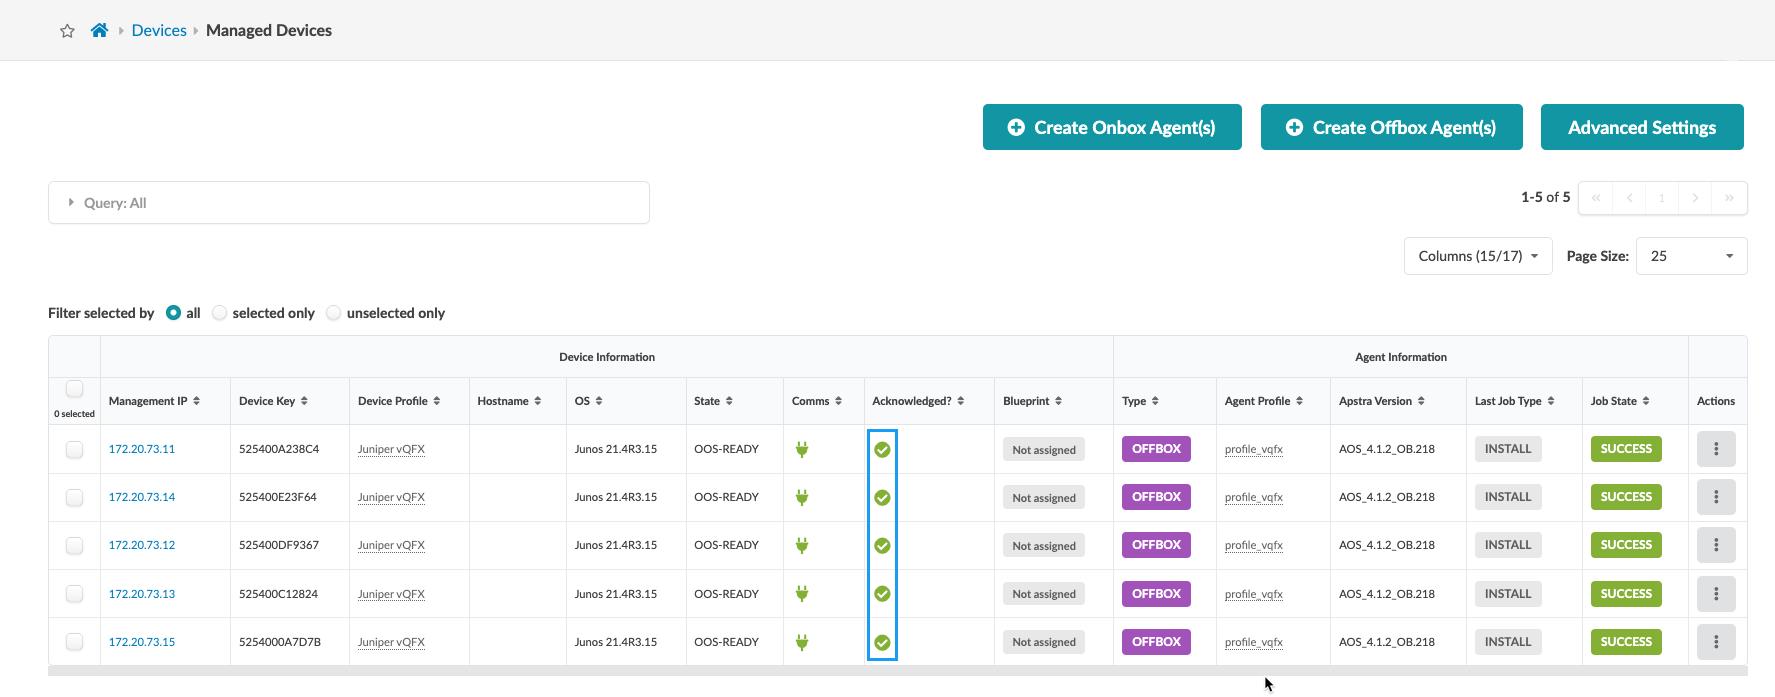 Devices Managed Devices
Create Onbox Agent(s) Create Offbox Agent(s) Advanced Settings
Query: All 1-5 of 5 « ‹ 1 › »
Columns (15/17) Page Size: 25
Filter selected by all selected only unselected only
Device Information Agent Information
0 selected Management IP Device Key Device Profile Hostname OS State Comms Acknowledged? Blueprint Type Agent Profile Apstra Version Last Job Type Job State Actions
172.20.73.11 525400A238C4 Juniper vQFX Junos 21.4R3.15 OOS-READY Not assigned OFFBOX profile_vqfx AOS_4.1.2_OB.218 INSTALL SUCCESS
172.20.73.14 525400E23F64 Juniper vQFX Junos 21.4R3.15 OOS-READY Not assigned OFFBOX profile_vqfx AOS_4.1.2_OB.218 INSTALL SUCCESS
172.20.73.12 525400DF9367 Juniper vQFX Junos 21.4R3.15 OOS-READY Not assigned OFFBOX profile_vqfx AOS_4.1.2_OB.218 INSTALL SUCCESS
172.20.73.13 525400C12824 Juniper vQFX Junos 21.4R3.15 OOS-READY Not assigned OFFBOX profile_vqfx AOS_4.1.2_OB.218 INSTALL SUCCESS
172.20.73.15 5254000A7D7B Juniper vQFX Junos 21.4R3.15 OOS-READY Not assigned OFFBOX profile_vqfx AOS_4.1.2_OB.218 INSTALL SUCCESS